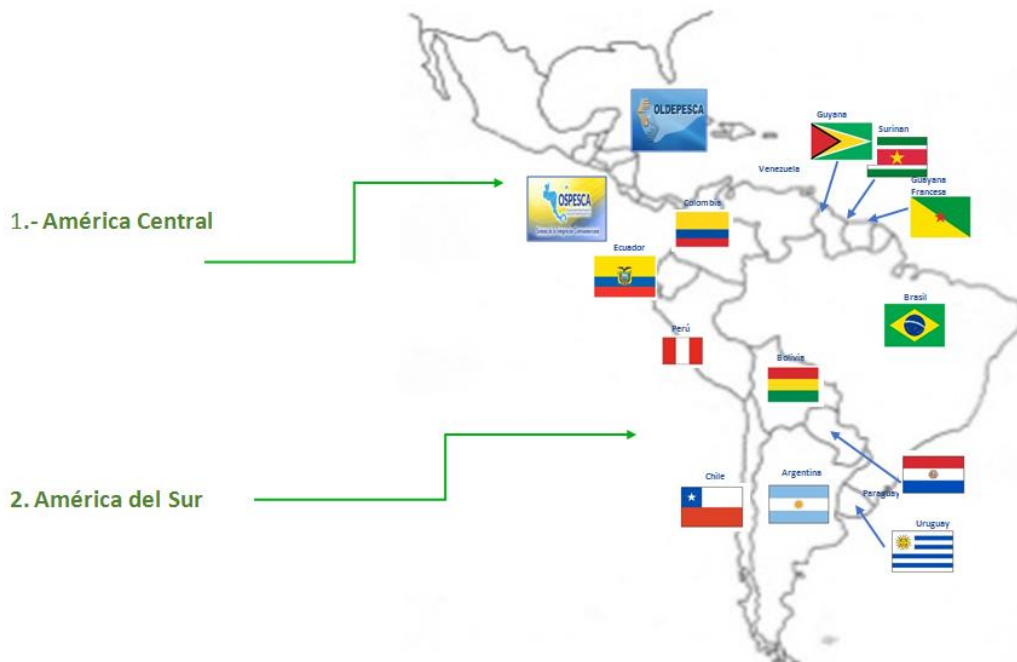 OLDEPESCA
Guyana
Surinan
Venezuela
Guayana
Francesa
OSPESCA
Colombia
1.- América Central
Ecuador
Brasil
Perú
Bolivia
2. América del Sur
Chile
Argentina
Paraguay
Uruguay